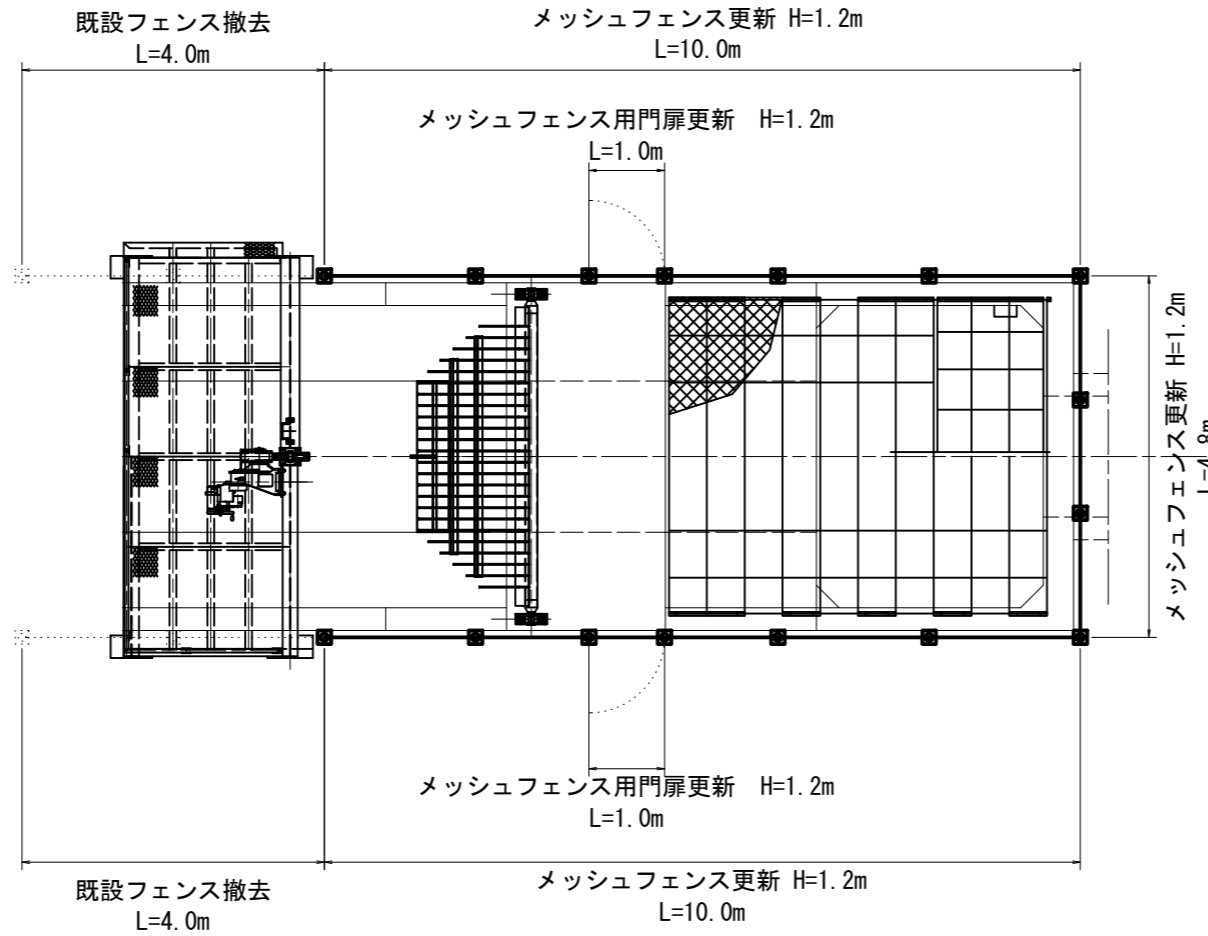 既設フェンス撤去
L=4.0m
メッシュフェンス更新 H=1.2m
L=10.0m
メッシュフェンス用門扉更新　H=1.2m
L=1.0m
メッシュフェンス更新 H=1.2m
L=4.8m
メッシュフェンス用門扉更新　H=1.2m
L=1.0m
既設フェンス撤去
L=4.0m
メッシュフェンス更新 H=1.2m
L=10.0m